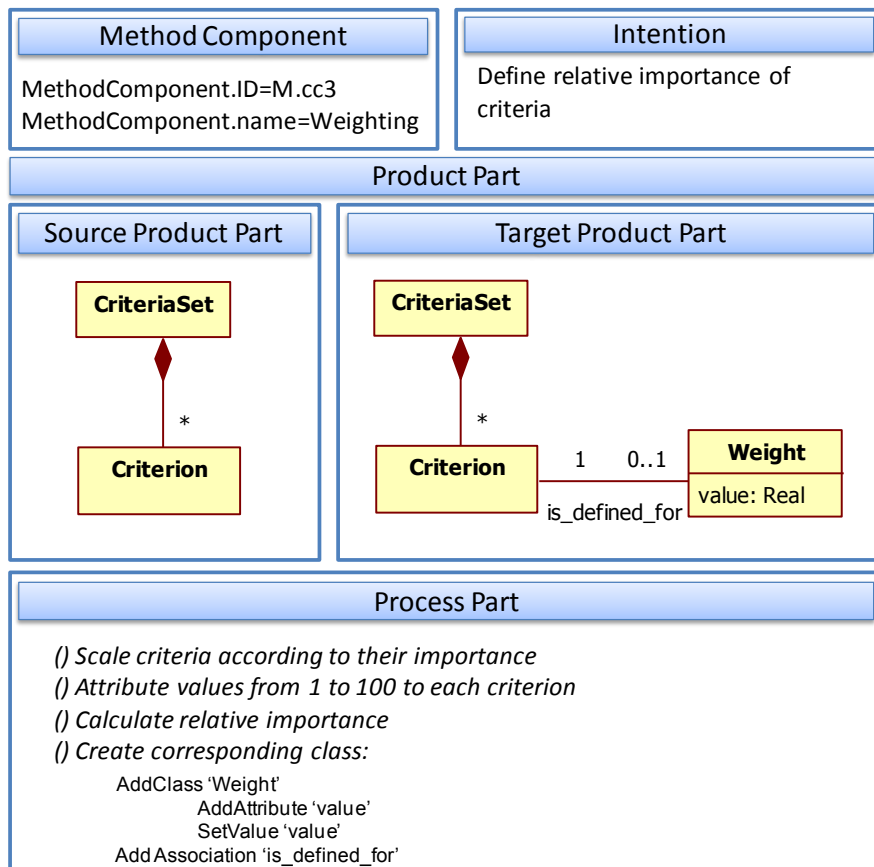 Method Component
MethodComponent.ID=M.cc3
MethodComponent.name=Weighting
Intention
Define relative importance of
criteria
Product Part
Source Product Part
CriteriaSet
*
Criterion
Target Product Part
CriteriaSet
*
Criterion
1 0..1
is_defined_for
Weight
value: Real
Process Part
() Scale criteria according to their importance
() Attribute values from 1 to 100 to each criterion
() Calculate relative importance
() Create corresponding class:
AddClass ‘Weight’
AddAttribute ‘value’
SetValue ‘value’
Add Association ‘is_defined_for’